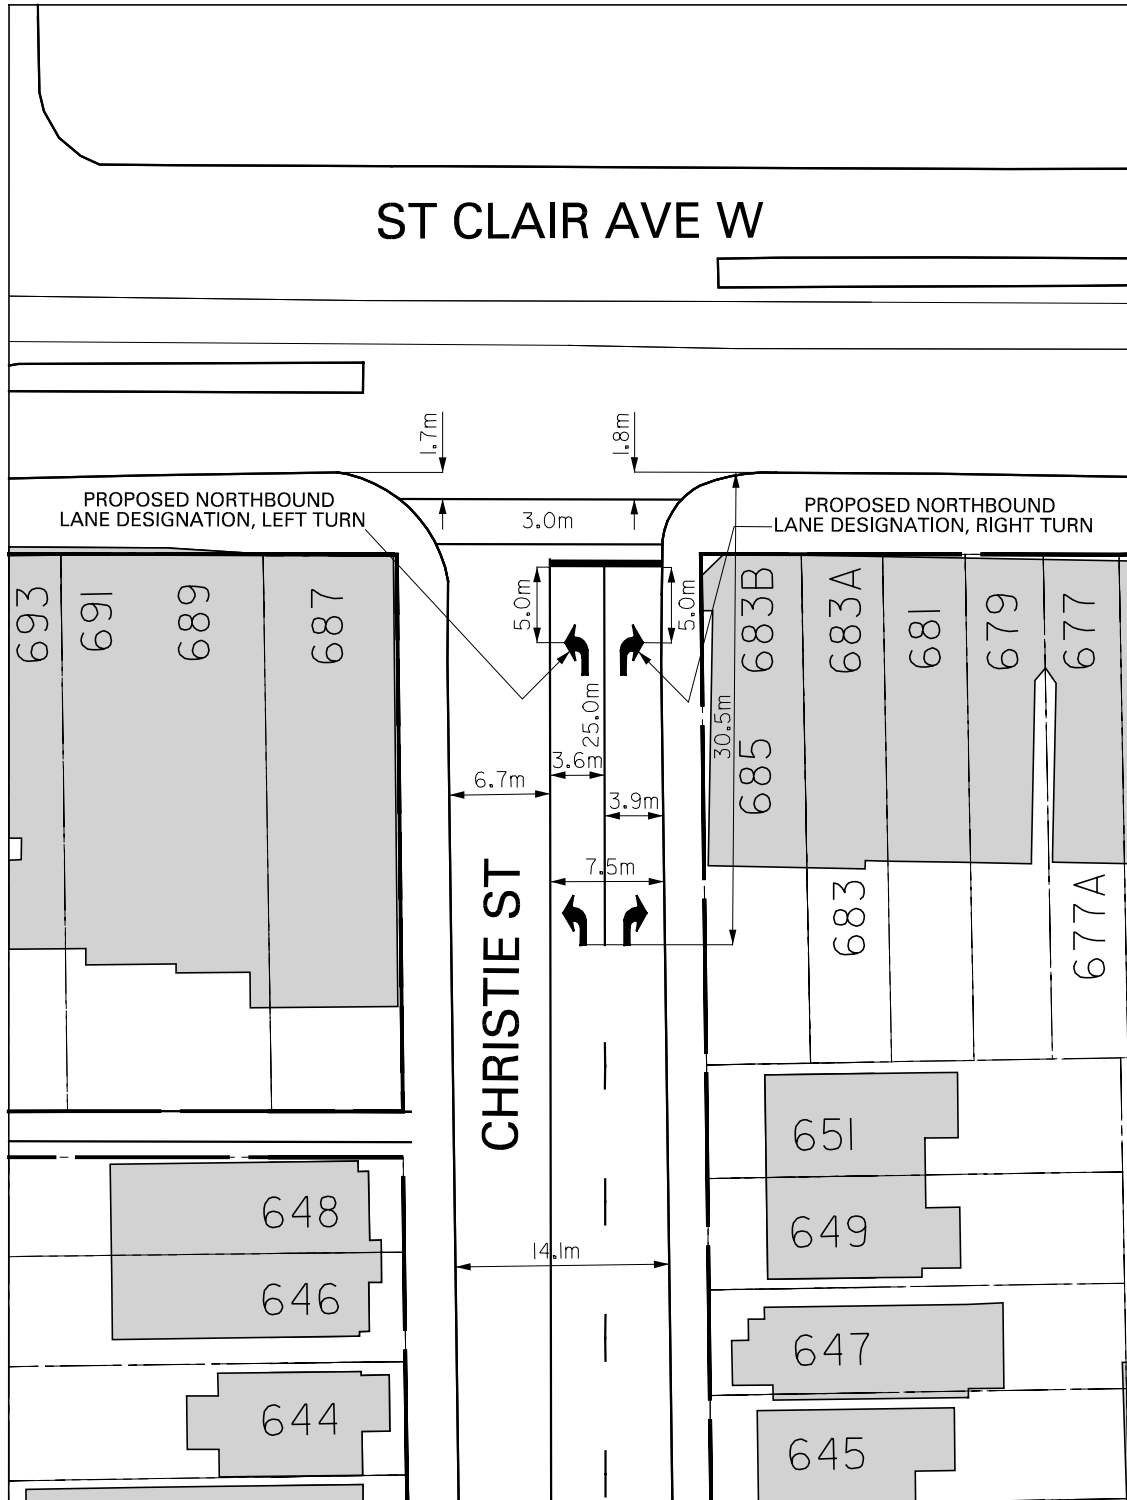 ST CLAIR AVE W
1.7m
1.8m
PROPOSED NORTHBOUND
LANE DESIGNATION, LEFT TURN
PROPOSED NORTHBOUND
LANE DESIGNATION, RIGHT TURN
3.0m
693
691
689
687
5.0m
5.0m
683B
683A
681
679
677
25.0m
30.5m
685
3.6m
6.7m
3.9m
7.5m
CHRISTIE ST
683
677A
651
648
649
14.1m
646
647
644
645